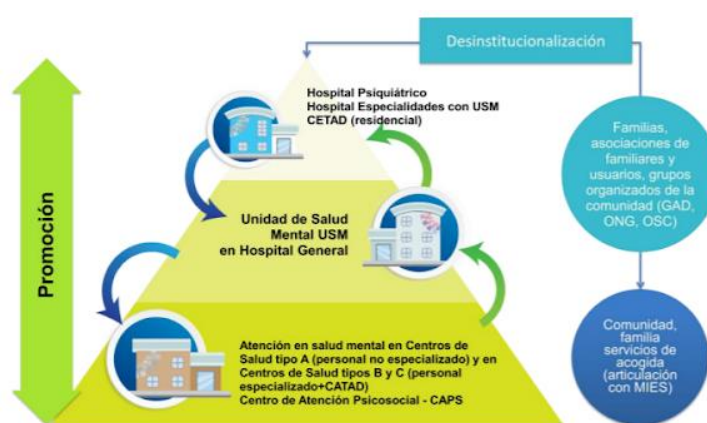 Desinstitucionalización
Hospital Psiquiátrico
Hospital Especialidades con USM
CETAD (residencial)
Familias,
asociaciones de
familiares y
usuarios, grupos
organizados de la
comunidad (GAD,
ONG, OSC)
Promoción
Unidad de Salud
Mental USM
en Hospital General
Atención en salud mental en Centros de
Salud tipo A (personal no especializado) y en
Centros de Salud tipos B y C (personal
especializado+CATAD)
Centro de Atención Psicosocial - CAPS
Comunidad,
familia
servicios de
acogida
(articulación
con MIES)